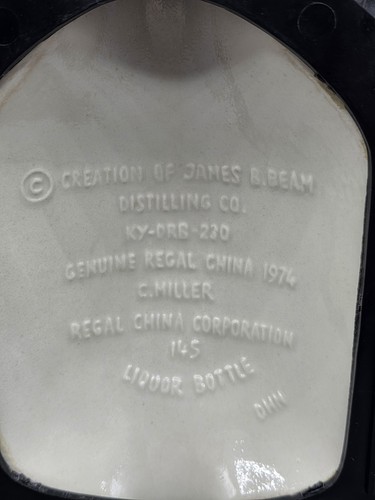 © CREATION OF JAMES B. BEAM
DISTILLING CO.
KY-DRB-230
GENUINE REGAL CHINA 1974
C. MILLER
REGAL CHINA CORPORATION
145
LIQUOR BOTTLE